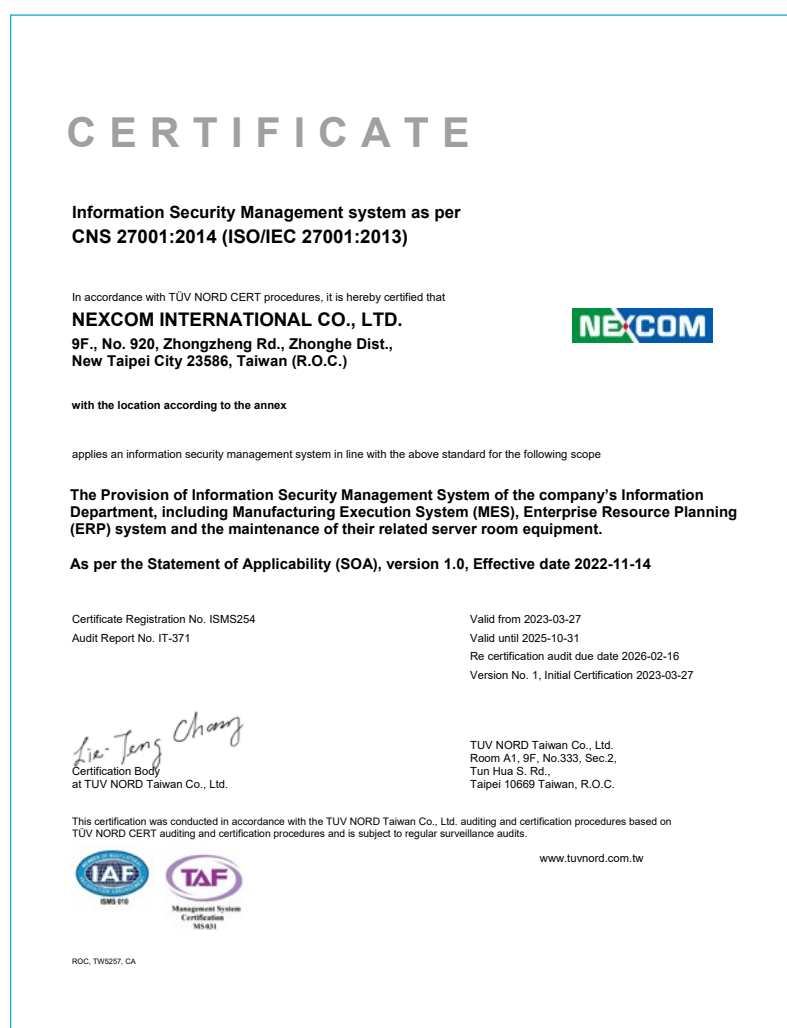 CERTIFICATE
Information Security Management system as per
CNS 27001:2014 (ISO/IEC 27001:2013)
In accordance with TÜV NORD CERT procedures, it is hereby certified that
NEXCOM INTERNATIONAL CO., LTD.
9F., No. 920, Zhongzheng Rd., Zhonghe Dist.,
New Taipei City 23586, Taiwan (R.O.C.)
NEXCOM
with the location according to the annex
applies an information security management system in line with the above standard for the following scope
The Provision of Information Security Management System of the company's Information
Department, including Manufacturing Execution System (MES), Enterprise Resource Planning
(ERP) system and the maintenance of their related server room equipment.
As per the Statement of Applicability (SOA), version 1.0, Effective date 2022-11-14
Certificate Registration No. ISMS254
Audit Report No. IT-371
Valid from 2023-03-27
Valid until 2025-10-31
Re certification audit due date 2026-02-16
Version No. 1, Initial Certification 2023-03-27
Lie-Teng Chang
Certification Body
at TUV NORD Taiwan Co., Ltd.
TUV NORD Taiwan Co., Ltd.
Room A1, 9F, No.333, Sec.2,
Tun Hua S. Rd.,
Taipei 10669 Taiwan, R.O.C.
This certification was conducted in accordance with the TUV NORD Taiwan Co., Ltd. auditing and certification procedures based on
TÜV NORD CERT auditing and certification procedures and is subject to regular surveillance audits.
www.tuvnord.com.tw
MEMBER OF MULTILATERAL
IAF
RECOGNITION ARRANGEMENT
ISMS 010
TAF
Management System
Certification
MS031
ROC, TW5257, CA